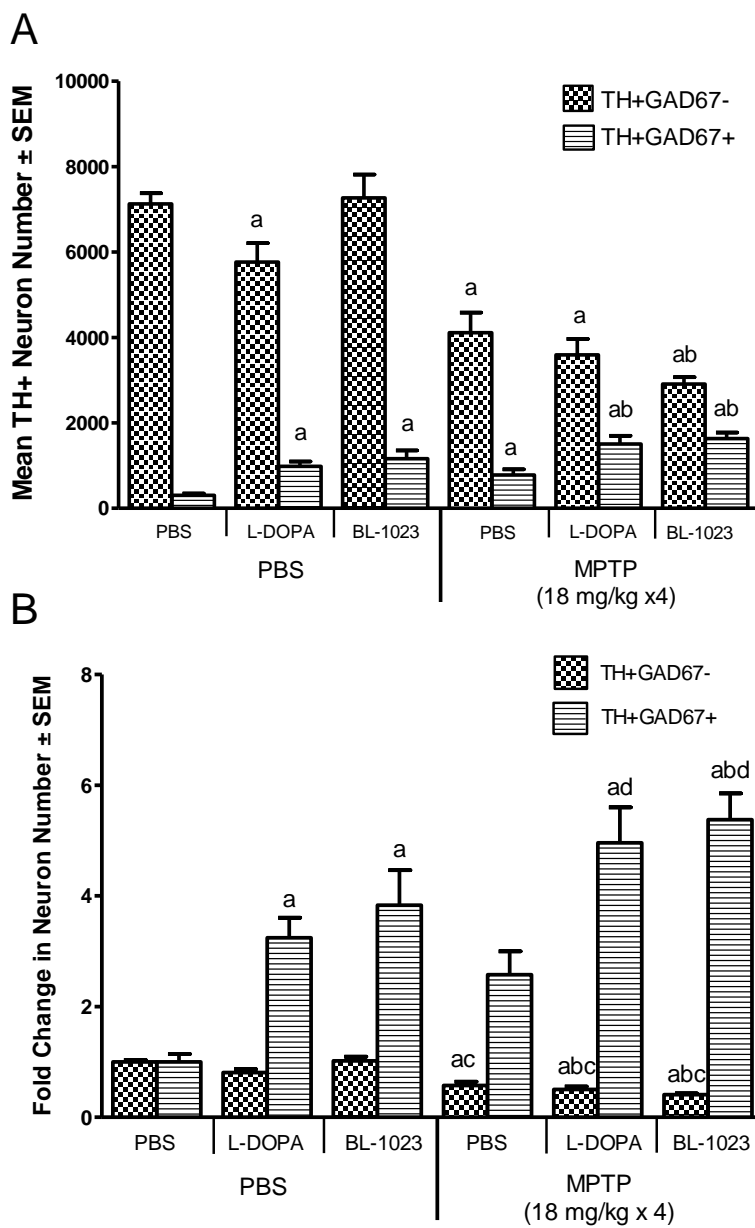 A
10000
8000
6000
4000
2000
0
Mean TH+ Neuron Number ± SEM
TH+GAD67-
TH+GAD67+
a
a
a
a
a
a
ab
ab
ab
PBS L-DOPA BL-1023 PBS L-DOPA BL-1023
PBS MPTP
(18 mg/kg x4)
B
8
6
4
2
0
Fold Change in Neuron Number ± SEM
TH+GAD67-
TH+GAD67+
a
a
ac
abc
ad
abc
abd
PBS L-DOPA BL-1023 PBS L-DOPA BL-1023
PBS MPTP
(18 mg/kg x 4)